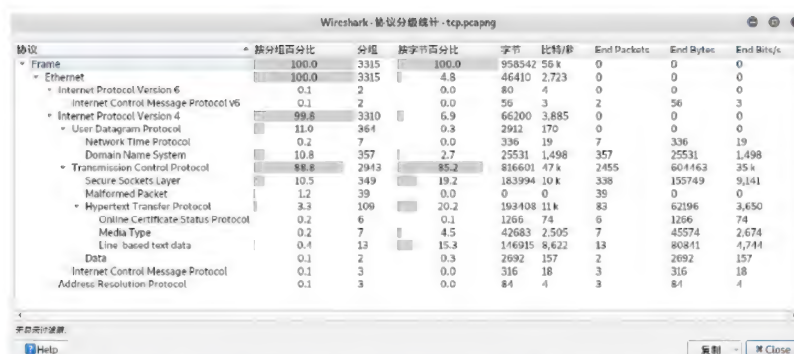 Wireshark · 协议分级统计 · tcp.pcapng
协议 按分组百分比 分组 按字节百分比 字节 比特/秒 End Packets End Bytes End Bits/s
Frame 100.0 3315 100.0 958542 56 k 0 0 0
Ethernet 100.0 3315 4.8 46410 2,723 0 0 0
Internet Protocol Version 6 0.1 2 0.0 80 4 0 0 0
Internet Control Message Protocol v6 0.1 2 0.0 56 3 2 56 3
Internet Protocol Version 4 99.8 3310 6.9 66200 3,885 0 0 0
User Datagram Protocol 11.0 364 0.3 2912 170 0 0 0
Network Time Protocol 0.2 7 0.0 336 19 7 336 19
Domain Name System 10.8 357 2.7 25531 1,498 357 25531 1,498
Transmission Control Protocol 88.8 2943 85.2 816601 47 k 2455 604463 35 k
Secure Sockets Layer 10.5 349 19.2 183994 10 k 338 155749 9,141
Malformed Packet 1.2 39 0.0 0 0 39 0 0
Hypertext Transfer Protocol 3.3 109 20.2 193408 11 k 83 62196 3,650
Online Certificate Status Protocol 0.2 6 0.1 1266 74 6 1266 74
Media Type 0.2 7 4.5 42683 2,505 7 45574 2,674
Line-based text data 0.4 13 15.3 146915 8,622 13 80841 4,744
Data 0.1 2 0.3 2692 157 2 2692 157
Internet Control Message Protocol 0.1 3 0.0 316 18 3 316 18
Address Resolution Protocol 0.1 3 0.0 84 4 3 84 4
Help 复制 Close